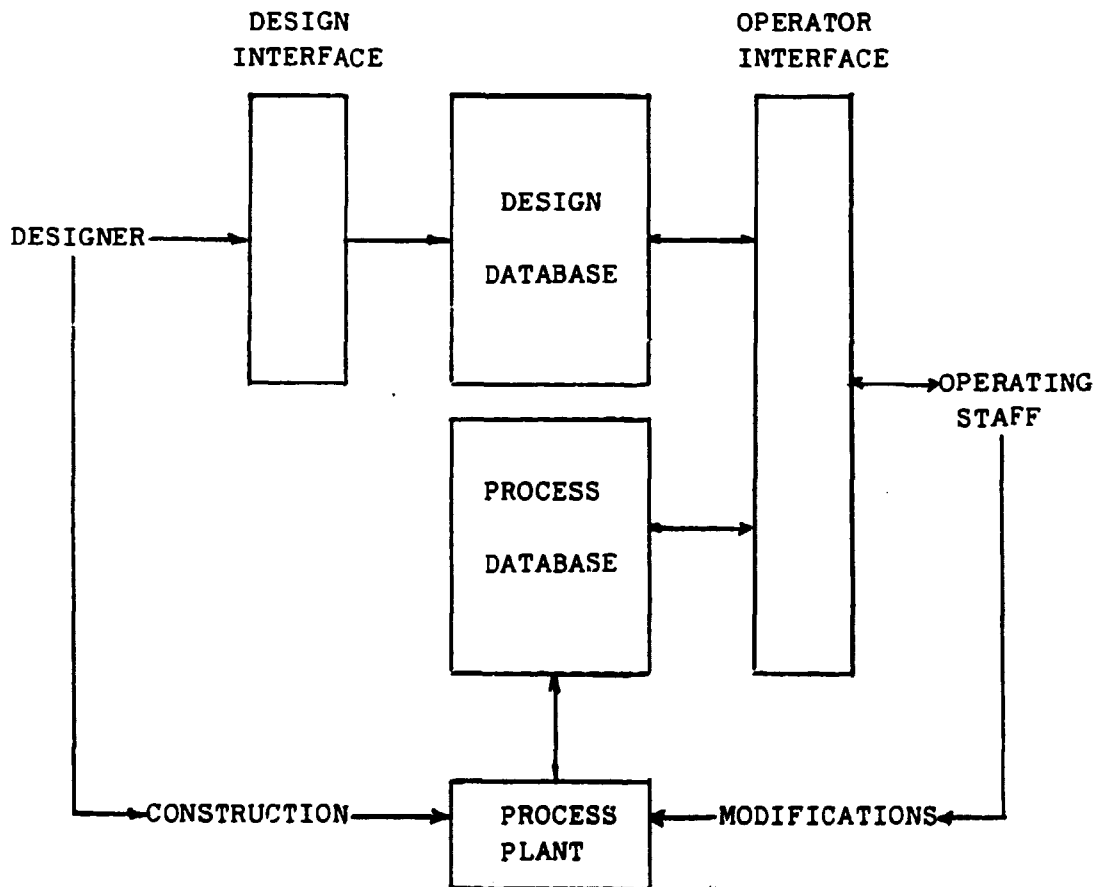 DESIGN
INTERFACE
OPERATOR
INTERFACE
DESIGN
DATABASE
DESIGNER
OPERATING
STAFF
PROCESS
DATABASE
CONSTRUCTION
PROCESS
PLANT
MODIFICATIONS